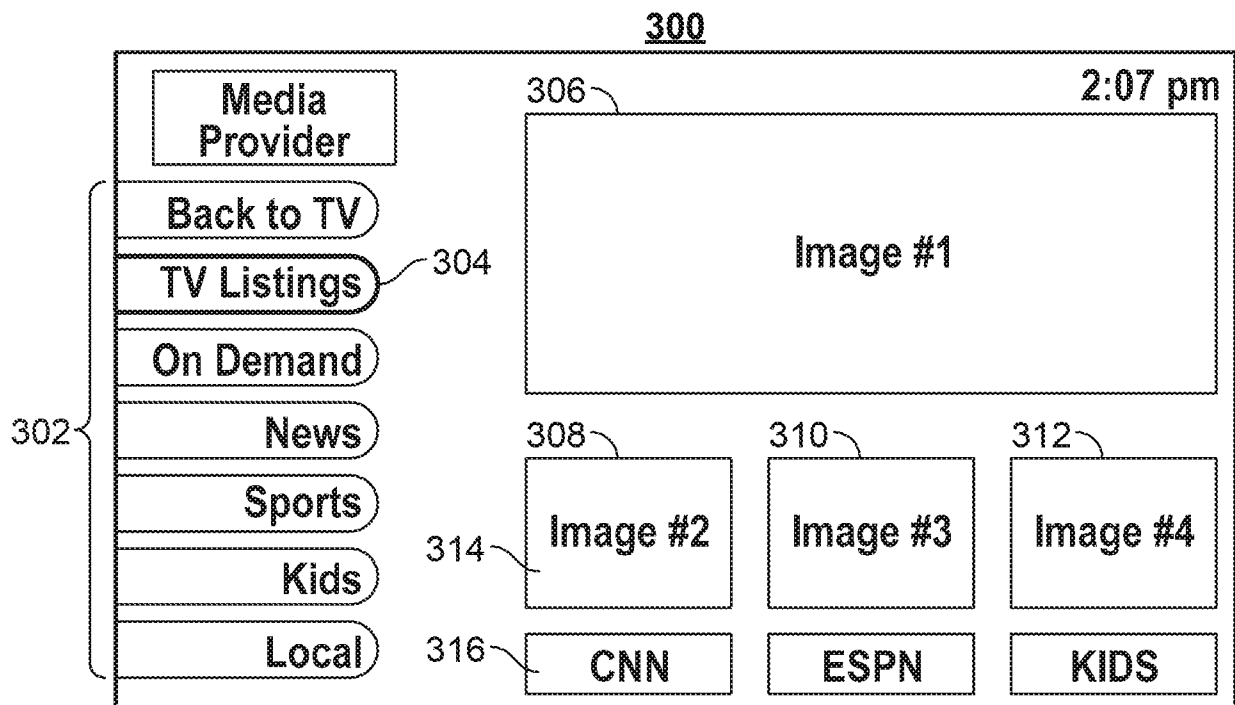 300
Media
Provider
2:07 pm
306
Back to TV
TV Listings
304
Image #1
On Demand
302
News
308
310
312
Sports
Image #2
Image #3
Image #4
314
Kids
Local
316
CNN
ESPN
KIDS